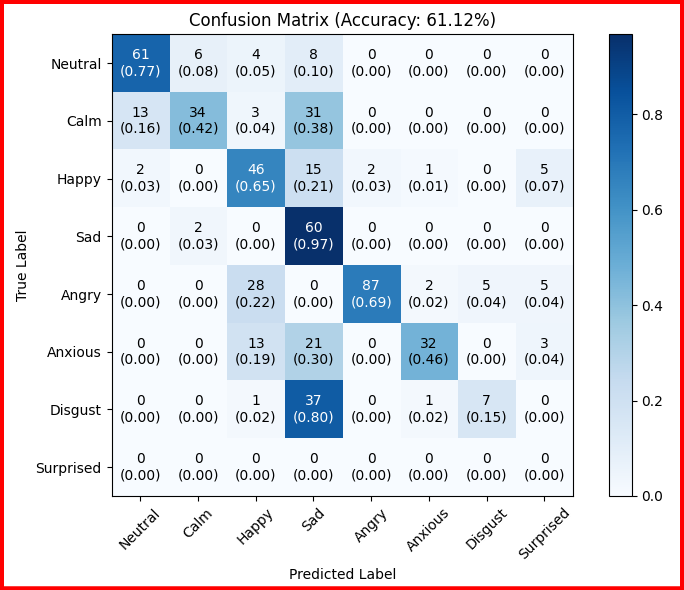 Confusion Matrix (Accuracy: 61.12%)
Neutral 61 6 4 8 0 0 0 0
(0.77) (0.08) (0.05) (0.10) (0.00) (0.00) (0.00) (0.00)
Calm 13 34 3 31 0 0 0 0
(0.16) (0.42) (0.04) (0.38) (0.00) (0.00) (0.00) (0.00)
Happy 2 0 46 15 2 1 0 5
(0.03) (0.00) (0.65) (0.21) (0.03) (0.01) (0.00) (0.07)
Sad 0 2 0 60 0 0 0 0
(0.00) (0.03) (0.00) (0.97) (0.00) (0.00) (0.00) (0.00)
Angry 0 0 28 0 87 2 5 5
(0.00) (0.00) (0.22) (0.00) (0.69) (0.02) (0.04) (0.04)
Anxious 0 0 13 21 0 32 0 3
(0.00) (0.00) (0.19) (0.30) (0.00) (0.46) (0.00) (0.04)
Disgust 0 0 1 37 0 1 7 0
(0.00) (0.00) (0.02) (0.80) (0.00) (0.02) (0.15) (0.00)
Surprised 0 0 0 0 0 0 0 0
(0.00) (0.00) (0.00) (0.00) (0.00) (0.00) (0.00) (0.00)
Neutral Calm Happy Sad Angry Anxious Disgust Surprised
Predicted Label
True Label
0.8
0.6
0.4
0.2
0.0